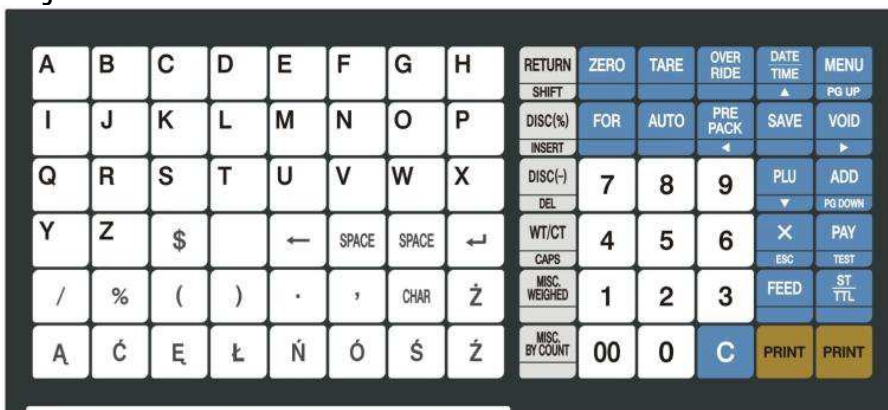 A B C D E F G H RETURN SHIFT ZERO TARE OVER RIDE DATE TIME ▲ MENU PG UP
I J K L M N O P DISC(%) INSERT FOR AUTO PRE PACK ◄ SAVE VOID ►
Q R S T U V W X DISC(-) DEL 7 8 9 PLU ▼ ADD PG DOWN
Y Z $ ← SPACE SPACE ↵ WT/CT CAPS 4 5 6 × ESC PAY TEST
/ % ( ) . , CHAR Ż MISC. WEIGHED 1 2 3 FEED ST TTL
Ą Ć Ę Ł Ń Ó Ś Ź MISC. BY COUNT 00 0 C PRINT PRINT